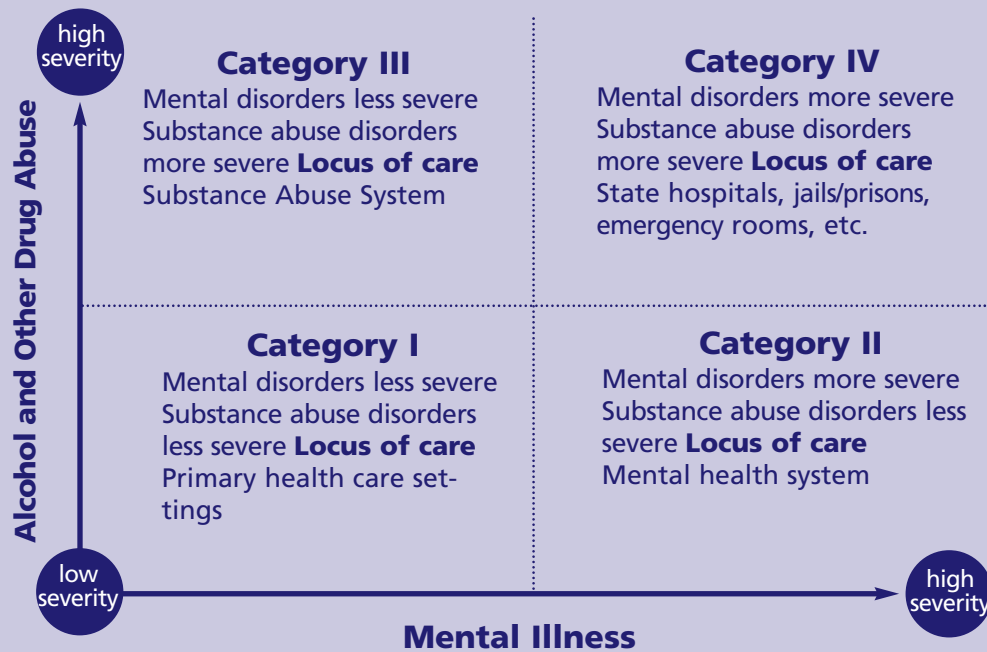 high
severity
Alcohol and Other Drug Abuse
Category III
Mental disorders less severe
Substance abuse disorders
more severe Locus of care
Substance Abuse System
Category IV
Mental disorders more severe
Substance abuse disorders
more severe Locus of care
State hospitals, jails/prisons,
emergency rooms, etc.
Category I
Mental disorders less severe
Substance abuse disorders
less severe Locus of care
Primary health care set-
tings
Category II
Mental disorders more severe
Substance abuse disorders less
severe Locus of care
Mental health system
low
severity
Mental Illness
high
severity